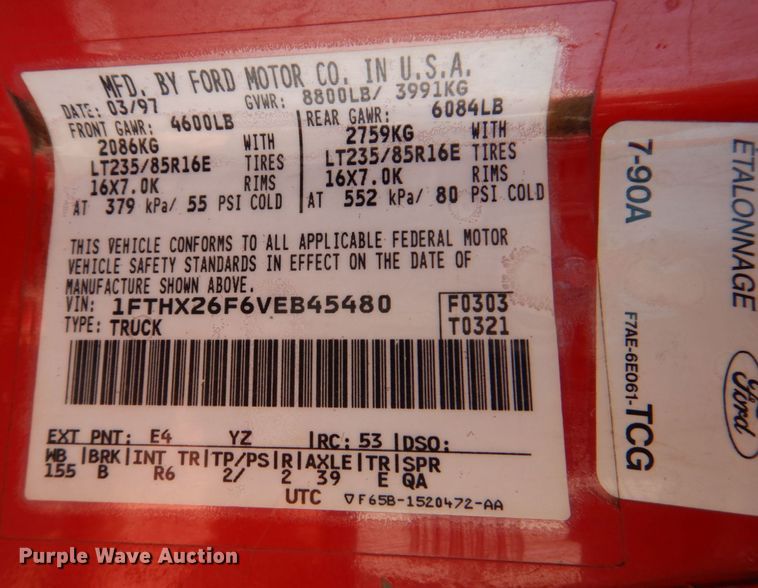 MFD. BY FORD MOTOR CO. IN U.S.A.
DATE: 03/97 GVWR: 8800LB/ 3991KG
FRONT GAWR: 4600LB REAR GAWR: 6084LB
2086KG WITH 2759KG WITH
LT235/85R16E TIRES LT235/85R16E TIRES
16X7.0K RIMS 16X7.0K RIMS
AT 379 kPa/ 55 PSI COLD AT 552 kPa/ 80 PSI COLD
THIS VEHICLE CONFORMS TO ALL APPLICABLE FEDERAL MOTOR
VEHICLE SAFETY STANDARDS IN EFFECT ON THE DATE OF
MANUFACTURE SHOWN ABOVE.
VIN: 1FTHX26F6VEB45480 F0303
TYPE: TRUCK T0321
EXT PNT: E4 YZ RC: 53 DSO:
WB BRK INT TR TP/PS R AXLE TR SPR
155 B R6 2/ 2 39 E QA
UTC ▽F65B-1520472-AA
7-90A
ÉTALONNAGE
F7AE-6E061-TCG
Ford
Purple Wave Auction